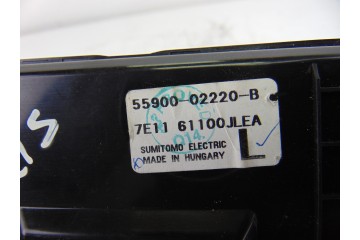 55900-02220-B
7E11 61100JLEA
SUMITOMO ELECTRIC
MADE IN HUNGARY
L